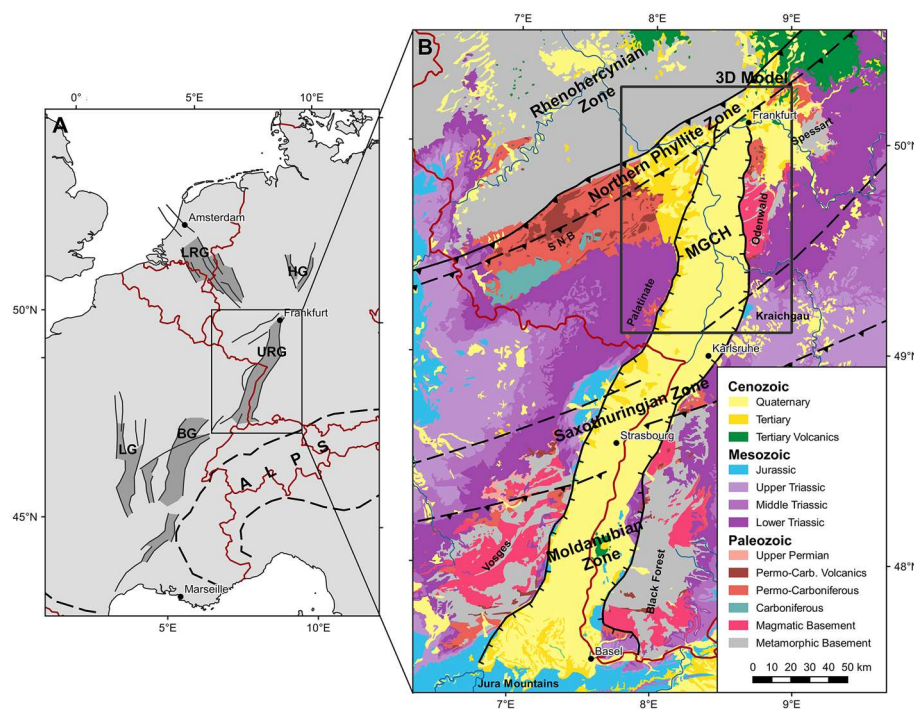 A
0°
5°E
10°E
50°N
45°N
5°E
10°E
Amsterdam
LRG
HG
Frankfurt
URG
BG
LG
ALPS
Marseille
B
7°E
8°E
9°E
3D Model
Rhenohercynian
Zone
Northern Phyllite Zone
Frankfurt
Spessart
50°N
SNB
MGCH
Odenwald
Palatinate
Kraichgau
Karlsruhe
49°N
Saxothuringian Zone
Strasbourg
Moldanubian
Zone
Vosges
Black Forest
48°N
Basel
Jura Mountains
7°E
8°E
9°E
Cenozoic
Quaternary
Tertiary
Tertiary Volcanics
Mesozoic
Jurassic
Upper Triassic
Middle Triassic
Lower Triassic
Paleozoic
Upper Permian
Permo-Carb. Volcanics
Permo-Carboniferous
Carboniferous
Magmatic Basement
Metamorphic Basement
0 10 20 30 40 50 km